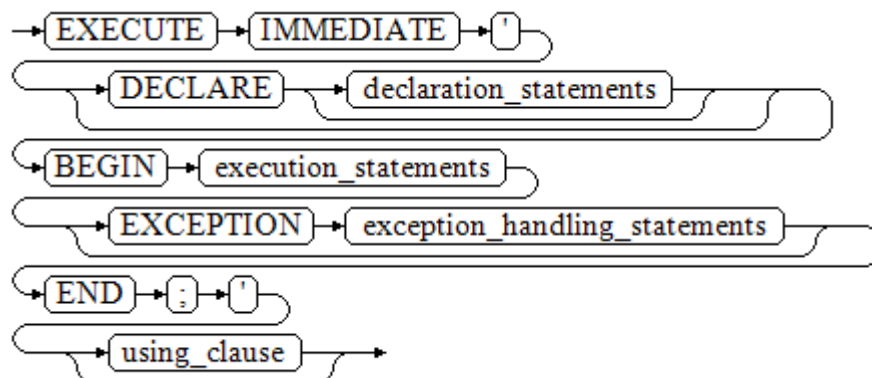 EXECUTE IMMEDIATE '
DECLARE declaration_statements
BEGIN execution_statements
EXCEPTION exception_handling_statements
END ; '
using_clause